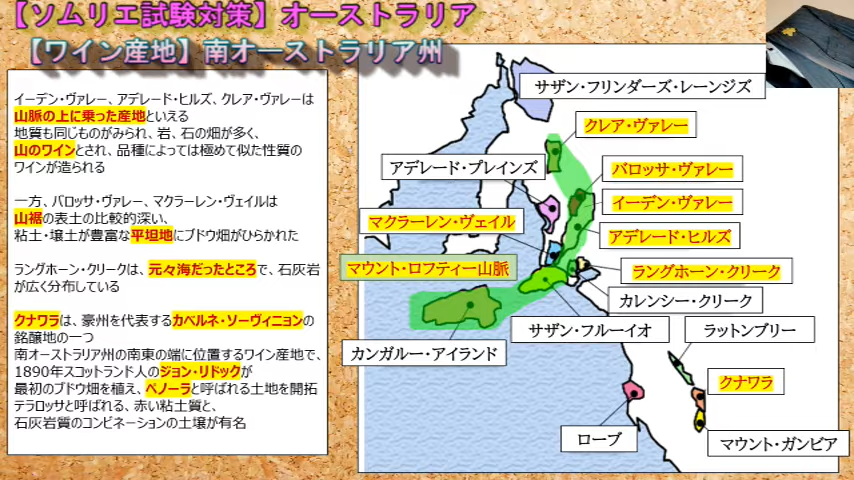 【ソムリエ試験対策】オーストラリア
【ワイン産地】南オーストラリア州
イーデン・ヴァレー、アデレード・ヒルズ、クレア・ヴァレーは
山脈の上に乗った産地といえる
地質も同じものがみられ、岩、石の畑が多く、
山のワインとされ、品種によっては極めて似た性質の
ワインが造られる
一方、バロッサ・ヴァレー、マクラーレン・ヴェイルは
山裾の表土の比較的深い、
粘土・壌土が豊富な平坦地にブドウ畑がひらかれた
ラングホーン・クリークは、元々海だったところで、石灰岩
が広く分布している
クナワラは、豪州を代表するカベルネ・ソーヴィニョンの
銘醸地の一つ
南オーストラリア州の南東の端に位置するワイン産地で、
1890年スコットランド人のジョン・リドックが
最初のブドウ畑を植え、ペノーラと呼ばれる土地を開拓
テラロッサと呼ばれる、赤い粘土質と、
石灰岩質のコンビネーションの土壌が有名
サザン・フリンダーズ・レーンジズ
クレア・ヴァレー
アデレード・プレインズ
バロッサ・ヴァレー
イーデン・ヴァレー
マクラーレン・ヴェイル
アデレード・ヒルズ
マウント・ロフティー山脈
ラングホーン・クリーク
カレンシー・クリーク
サザン・フルーイオ
ラットンブリー
カンガルー・アイランド
クナワラ
ローブ
マウント・ガンビア